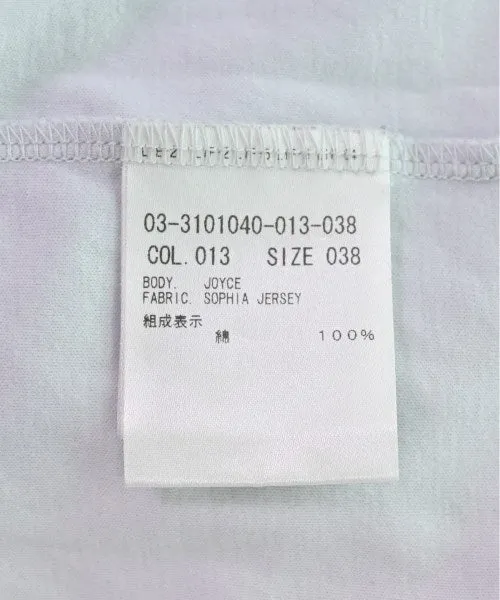 03-3101040-013-038
COL.013 SIZE 038
BODY. JOYCE
FABRIC. SOPHIA JERSEY
組成表示
綿 100%